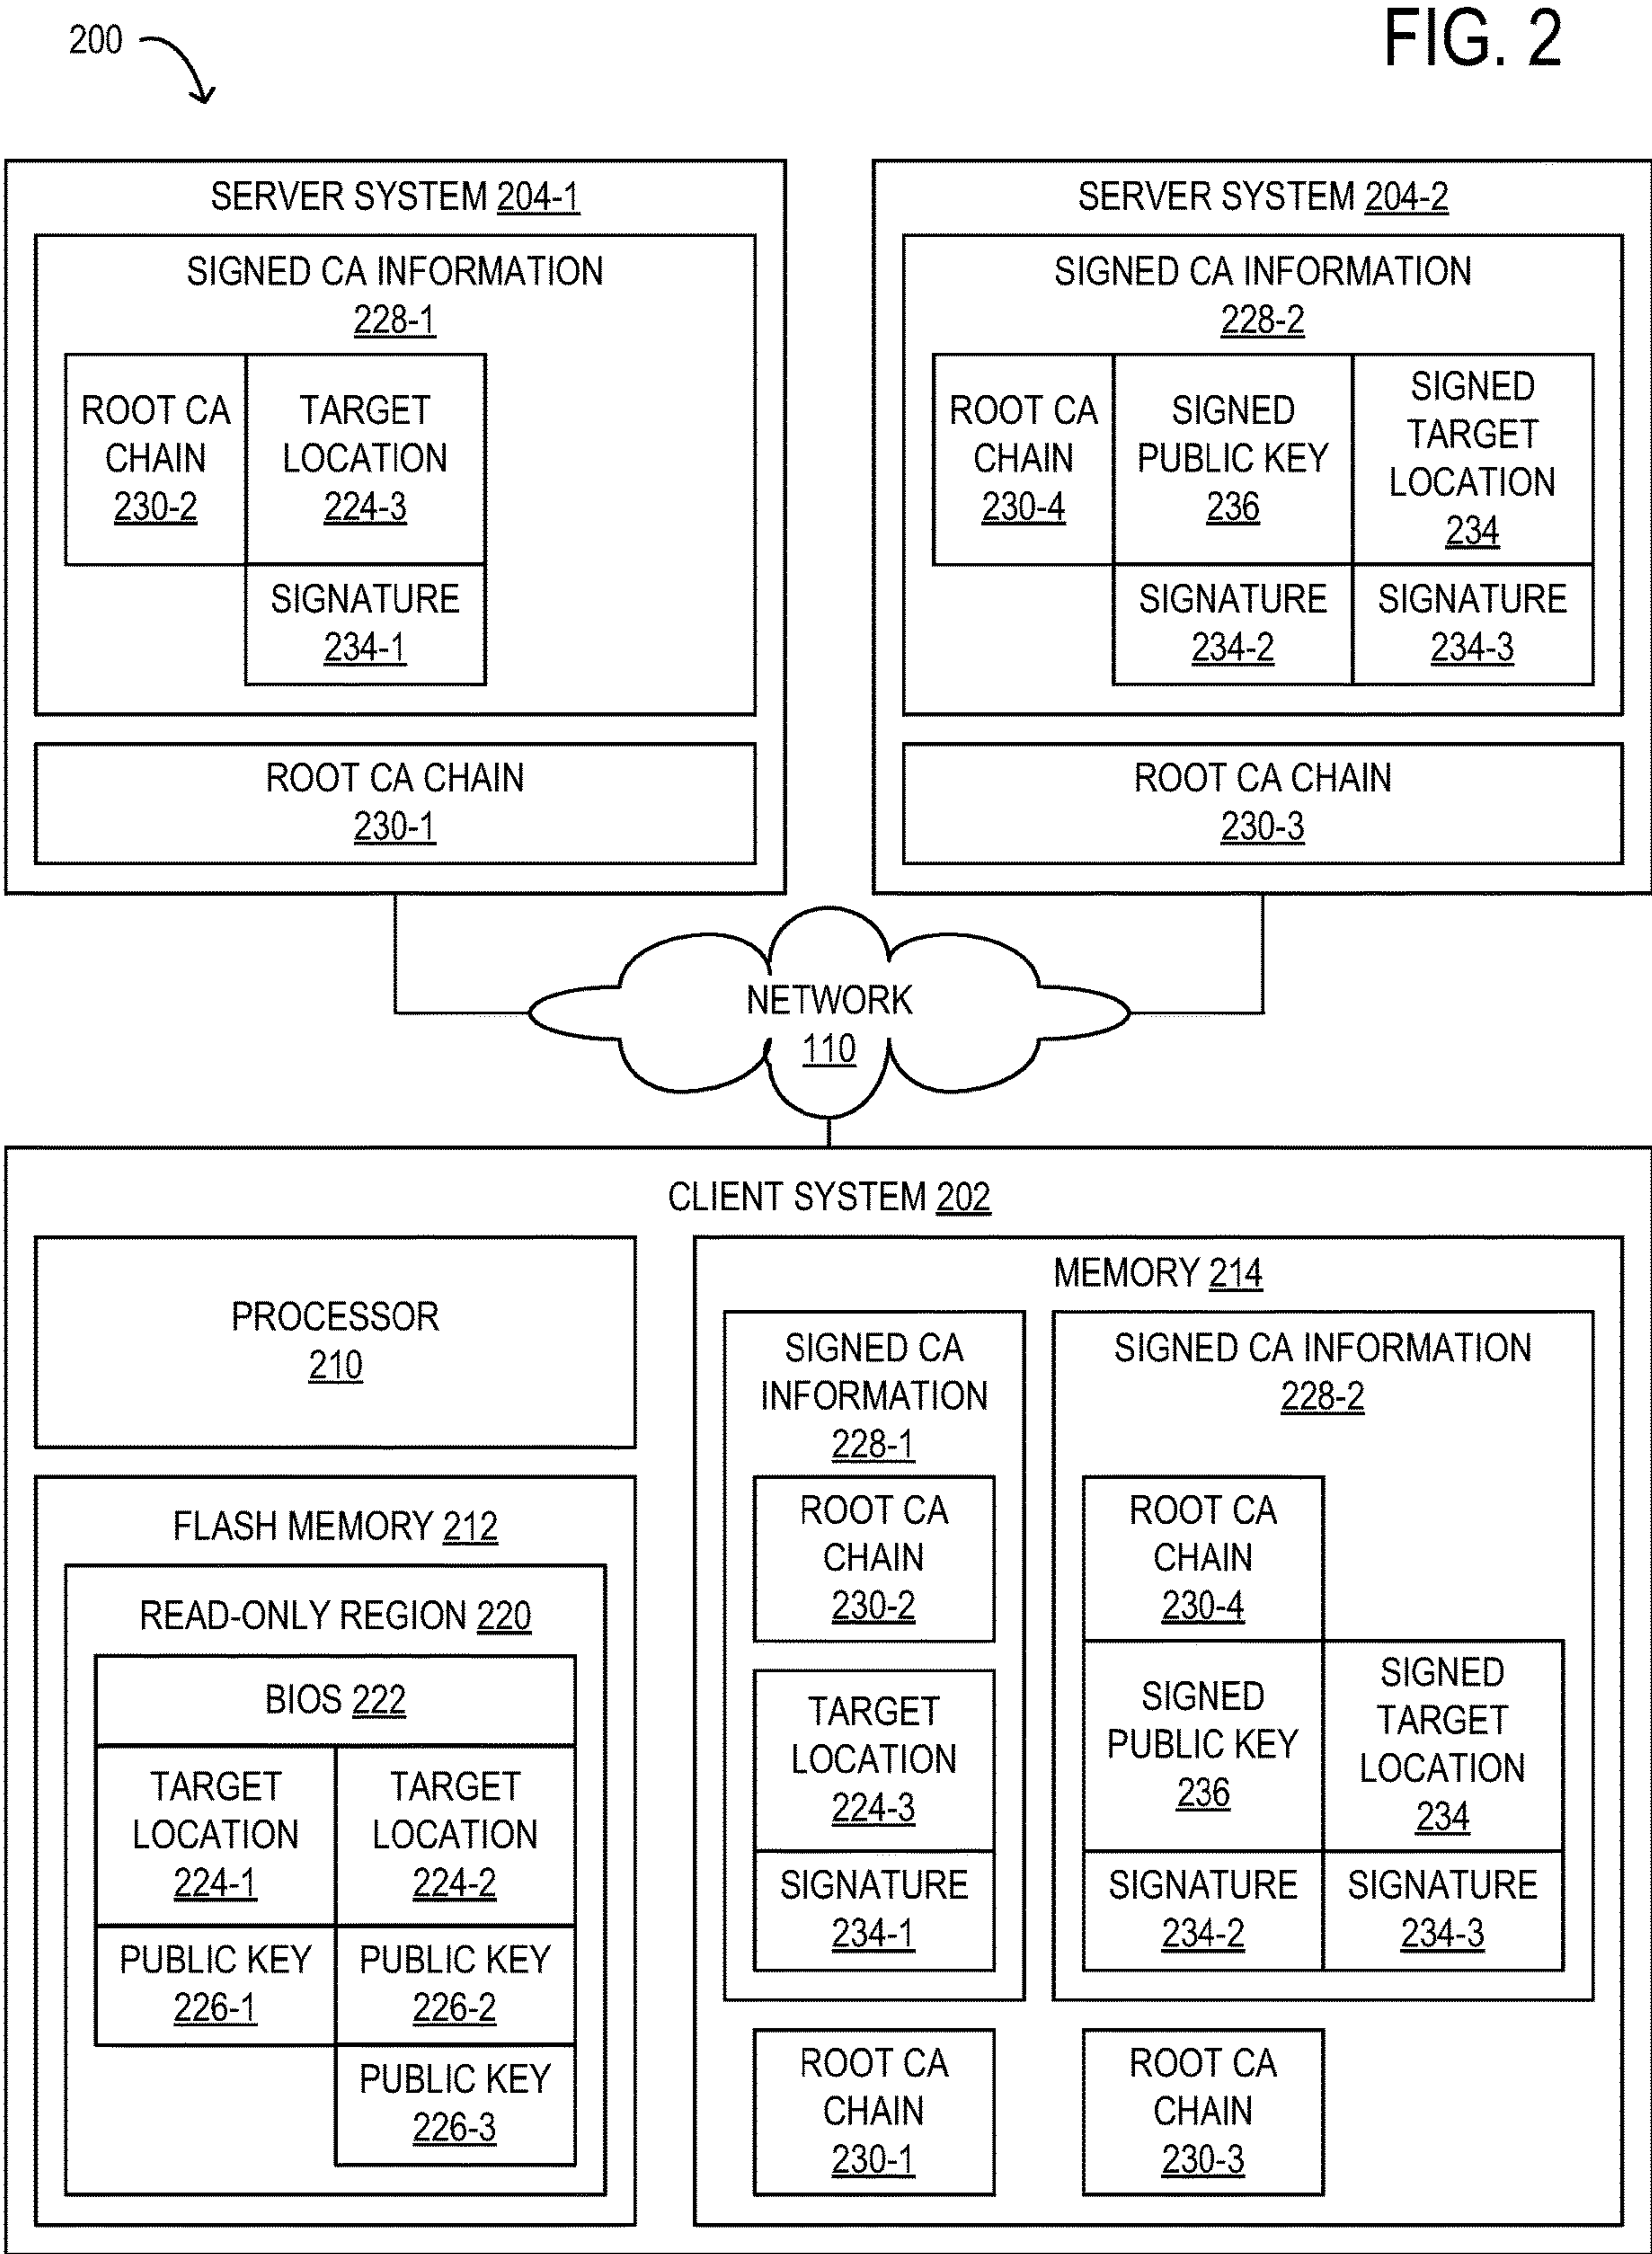 FIG. 2
200
SERVER SYSTEM 204-1
SIGNED CA INFORMATION
228-1
ROOT CA
CHAIN
230-2
TARGET
LOCATION
224-3
SIGNATURE
234-1
ROOT CA CHAIN
230-1
SERVER SYSTEM 204-2
SIGNED CA INFORMATION
228-2
ROOT CA
CHAIN
230-4
SIGNED
PUBLIC KEY
236
SIGNED
TARGET
LOCATION
234
SIGNATURE
234-2
SIGNATURE
234-3
ROOT CA CHAIN
230-3
NETWORK
110
CLIENT SYSTEM 202
PROCESSOR
210
FLASH MEMORY 212
READ-ONLY REGION 220
BIOS 222
TARGET
LOCATION
224-1
TARGET
LOCATION
224-2
PUBLIC KEY
226-1
PUBLIC KEY
226-2
PUBLIC KEY
226-3
MEMORY 214
SIGNED CA
INFORMATION
228-1
ROOT CA
CHAIN
230-2
TARGET
LOCATION
224-3
SIGNATURE
234-1
SIGNED CA INFORMATION
228-2
ROOT CA
CHAIN
230-4
SIGNED
PUBLIC KEY
236
SIGNED
TARGET
LOCATION
234
SIGNATURE
234-2
SIGNATURE
234-3
ROOT CA
CHAIN
230-1
ROOT CA
CHAIN
230-3